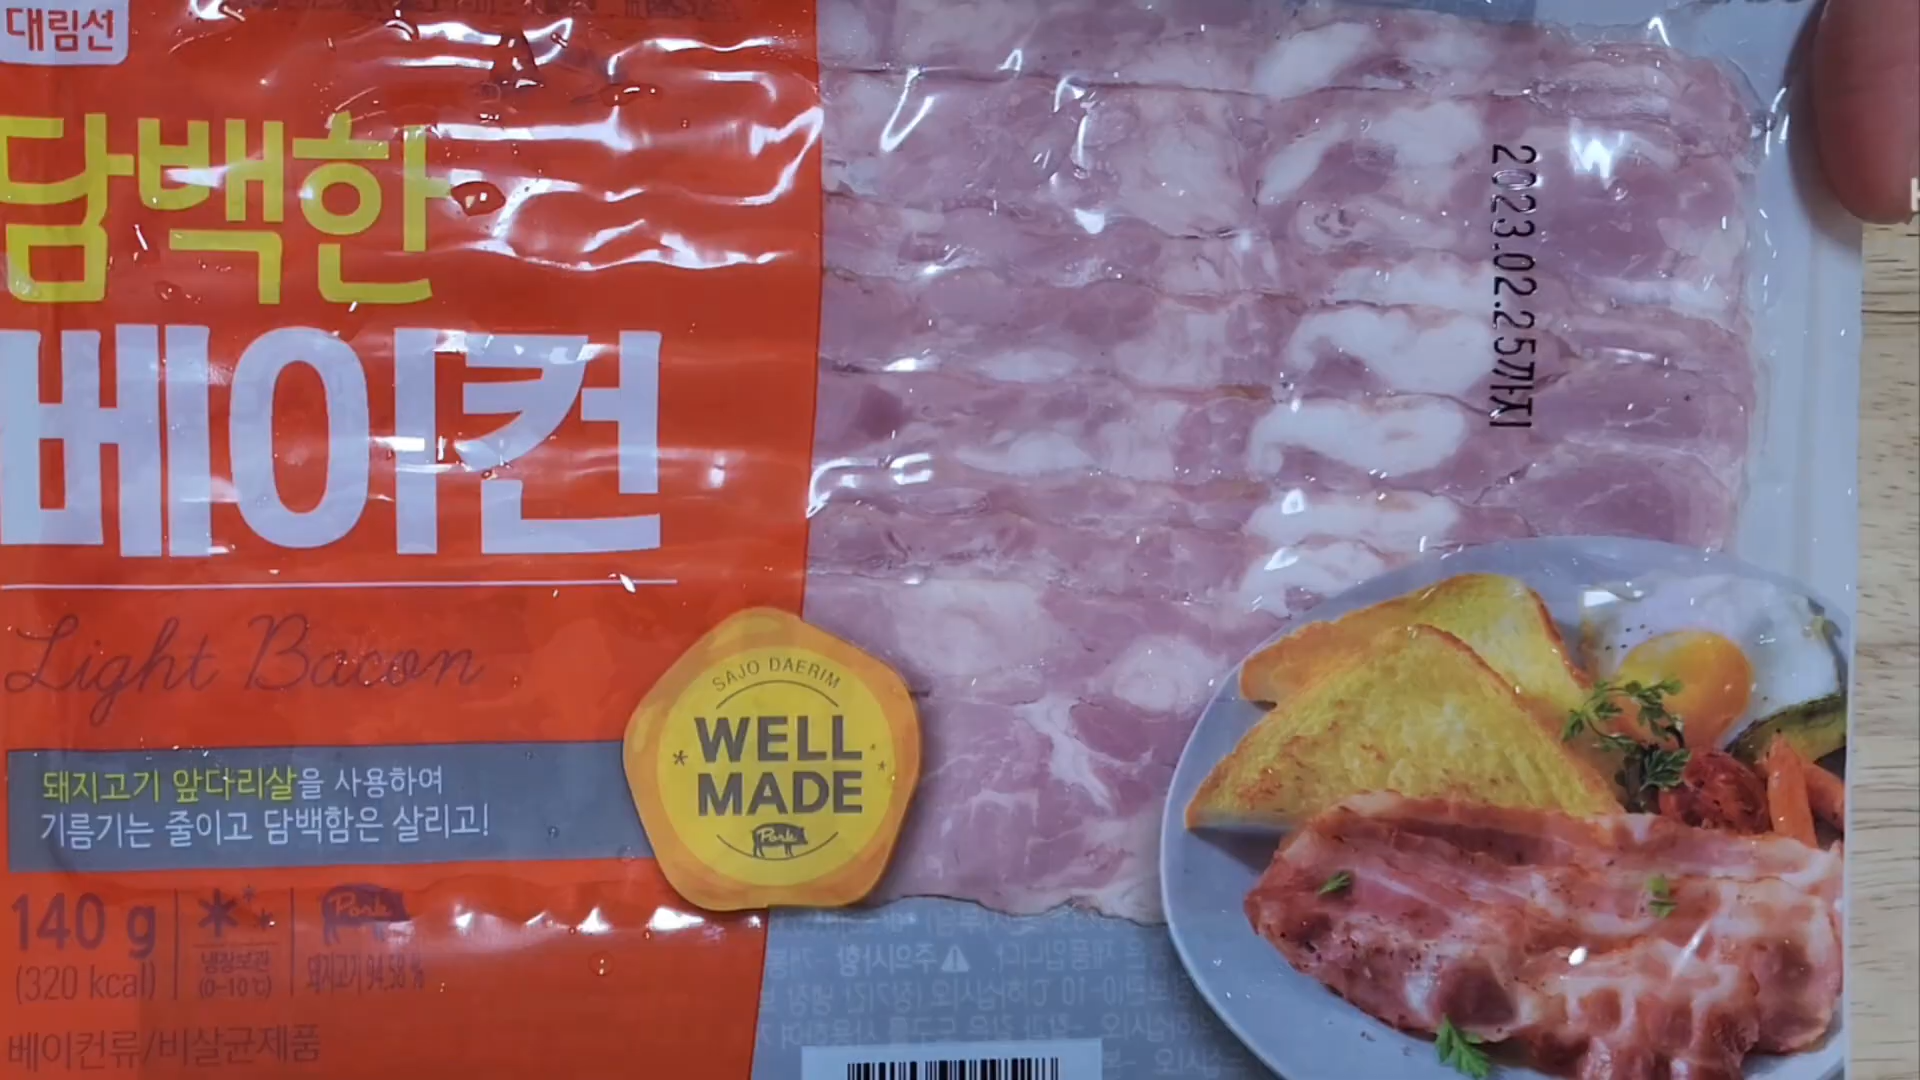 대림선
담백한
베이컨
Light Bacon
돼지고기 앞다리살을 사용하여
기름기는 줄이고 담백함은 살리고!
140 g
(320 kcal)
냉장보관
(0~10℃)
Pork
돼지고기 94.58 %
베이컨류/비살균제품
SAJO DAERIM
WELL
MADE
Pork
2023.02.25까지